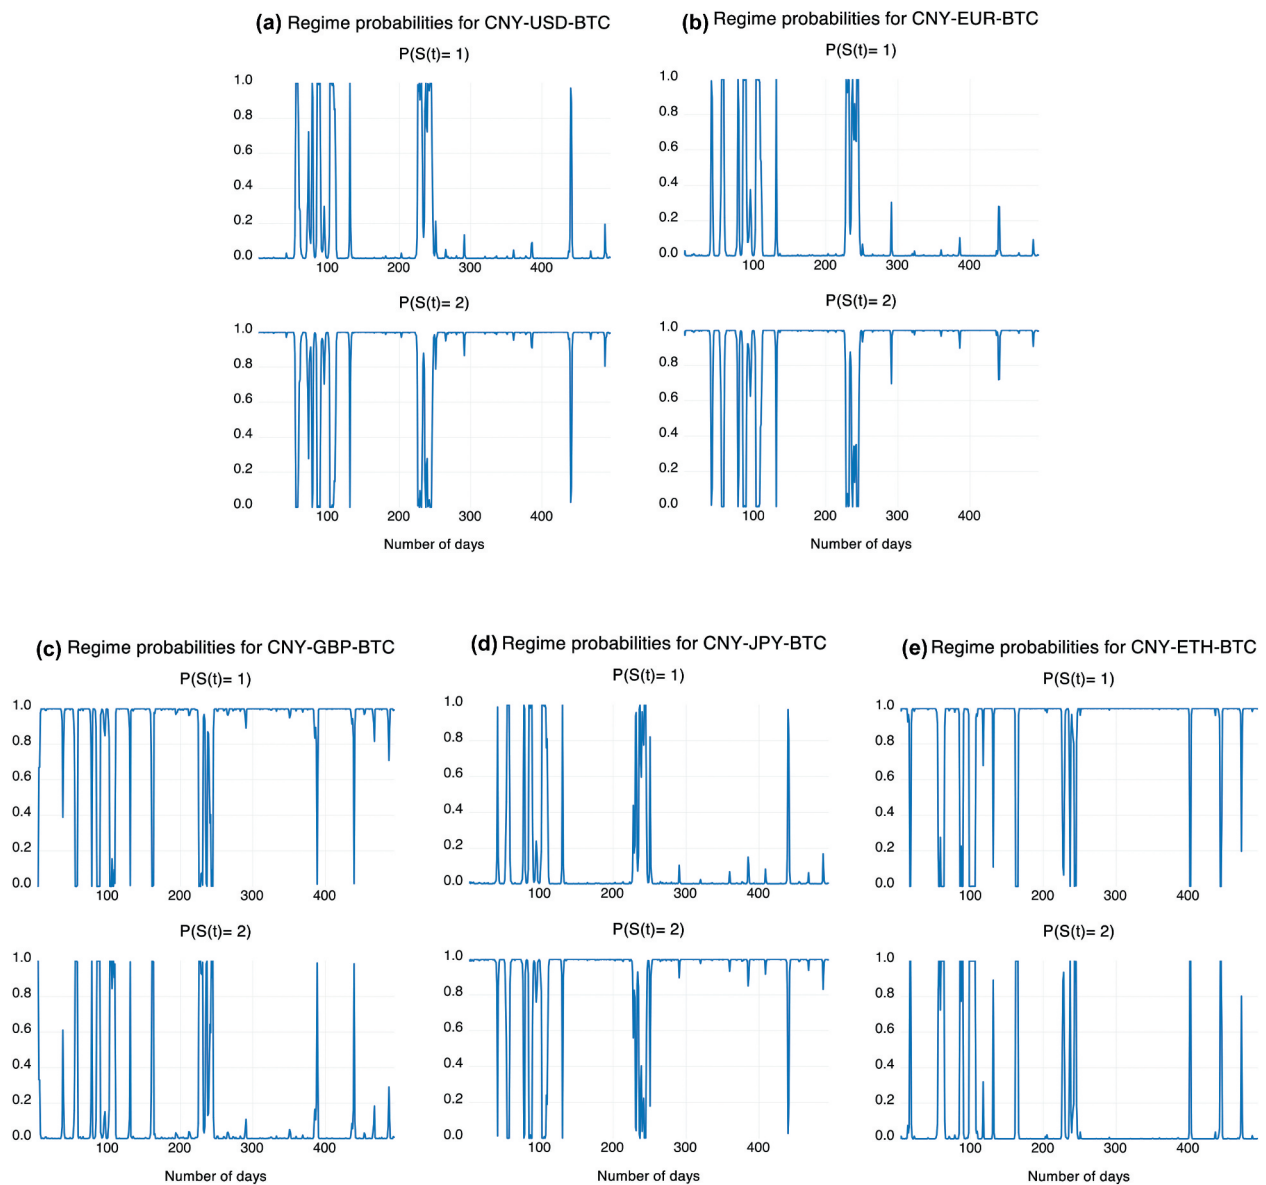 (a) Regime probabilities for CNY-USD-BTC
P(S(t)= 1)
1.0
0.8
0.6
0.4
0.2
0.0
100 200 300 400
P(S(t)= 2)
1.0
0.8
0.6
0.4
0.2
0.0
100 200 300 400
Number of days
(b) Regime probabilities for CNY-EUR-BTC
P(S(t)= 1)
1.0
0.8
0.6
0.4
0.2
0.0
100 200 300 400
P(S(t)= 2)
1.0
0.8
0.6
0.4
0.2
0.0
100 200 300 400
Number of days
(c) Regime probabilities for CNY-GBP-BTC
P(S(t)= 1)
1.0
0.8
0.6
0.4
0.2
0.0
100 200 300 400
P(S(t)= 2)
1.0
0.8
0.6
0.4
0.2
0.0
100 200 300 400
Number of days
(d) Regime probabilities for CNY-JPY-BTC
P(S(t)= 1)
1.0
0.8
0.6
0.4
0.2
0.0
100 200 300 400
P(S(t)= 2)
1.0
0.8
0.6
0.4
0.2
0.0
100 200 300 400
Number of days
(e) Regime probabilities for CNY-ETH-BTC
P(S(t)= 1)
1.0
0.8
0.6
0.4
0.2
0.0
100 200 300 400
P(S(t)= 2)
1.0
0.8
0.6
0.4
0.2
0.0
100 200 300 400
Number of days